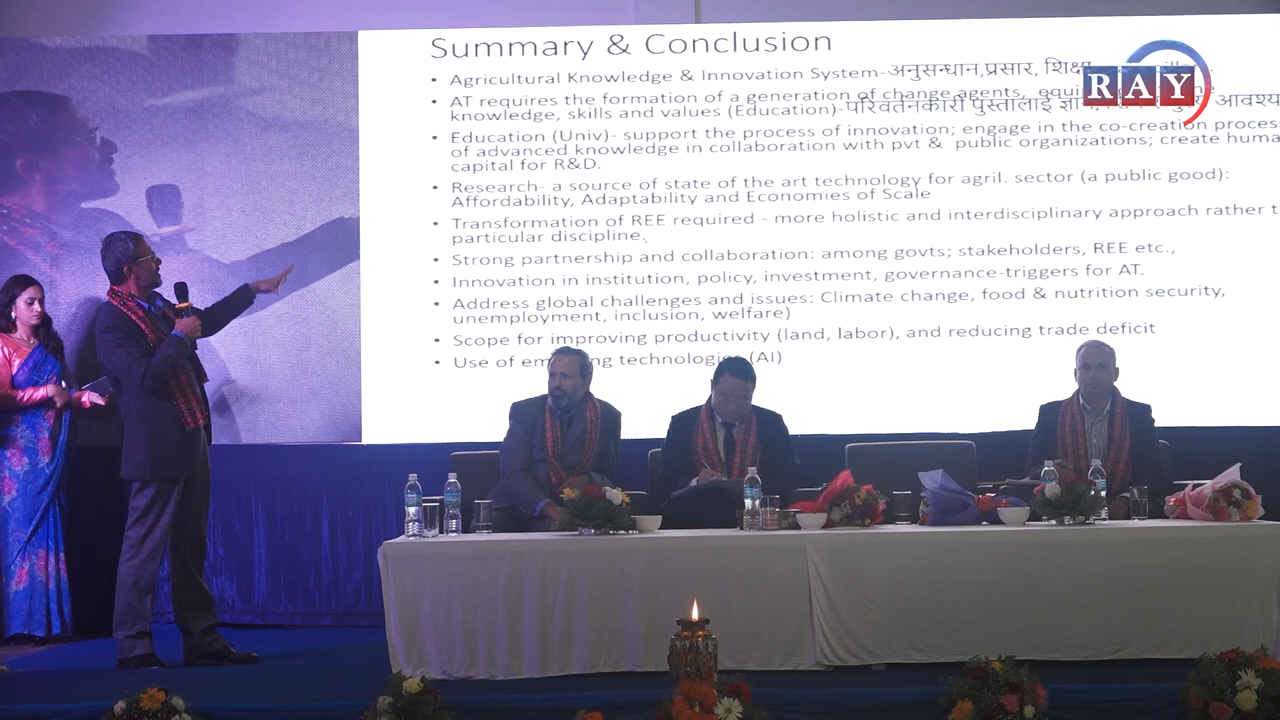 Summary & Conclusion
• Agricultural Knowledge & Innovation System-अनुसन्धान,प्रसार, शिक्षा
• AT requires the formation of a generation of change agents,
knowledge, skills and values (Education)-परिवर्तनकारी पुस्तालाई
• Education (Univ)- support the process of innovation; engage in the co-creation
of advanced knowledge in collaboration with pvt & public organizations; create
capital for R&D.
• Research- a source of state of the art technology for agril. sector (a public good):
Affordability, Adaptability and Economies of Scale
• Transformation of REE required - more holistic and interdisciplinary approach rather
particular discipline.
• Strong partnership and collaboration: among govts; stakeholders, REE etc.,
• Innovation in institution, policy, investment, governance-triggers for AT.
• Address global challenges and issues: Climate change, food & nutrition security,
unemployment, inclusion, welfare)
• Scope for improving productivity (land, labor), and reducing trade deficit
• Use of (AI)
RAY